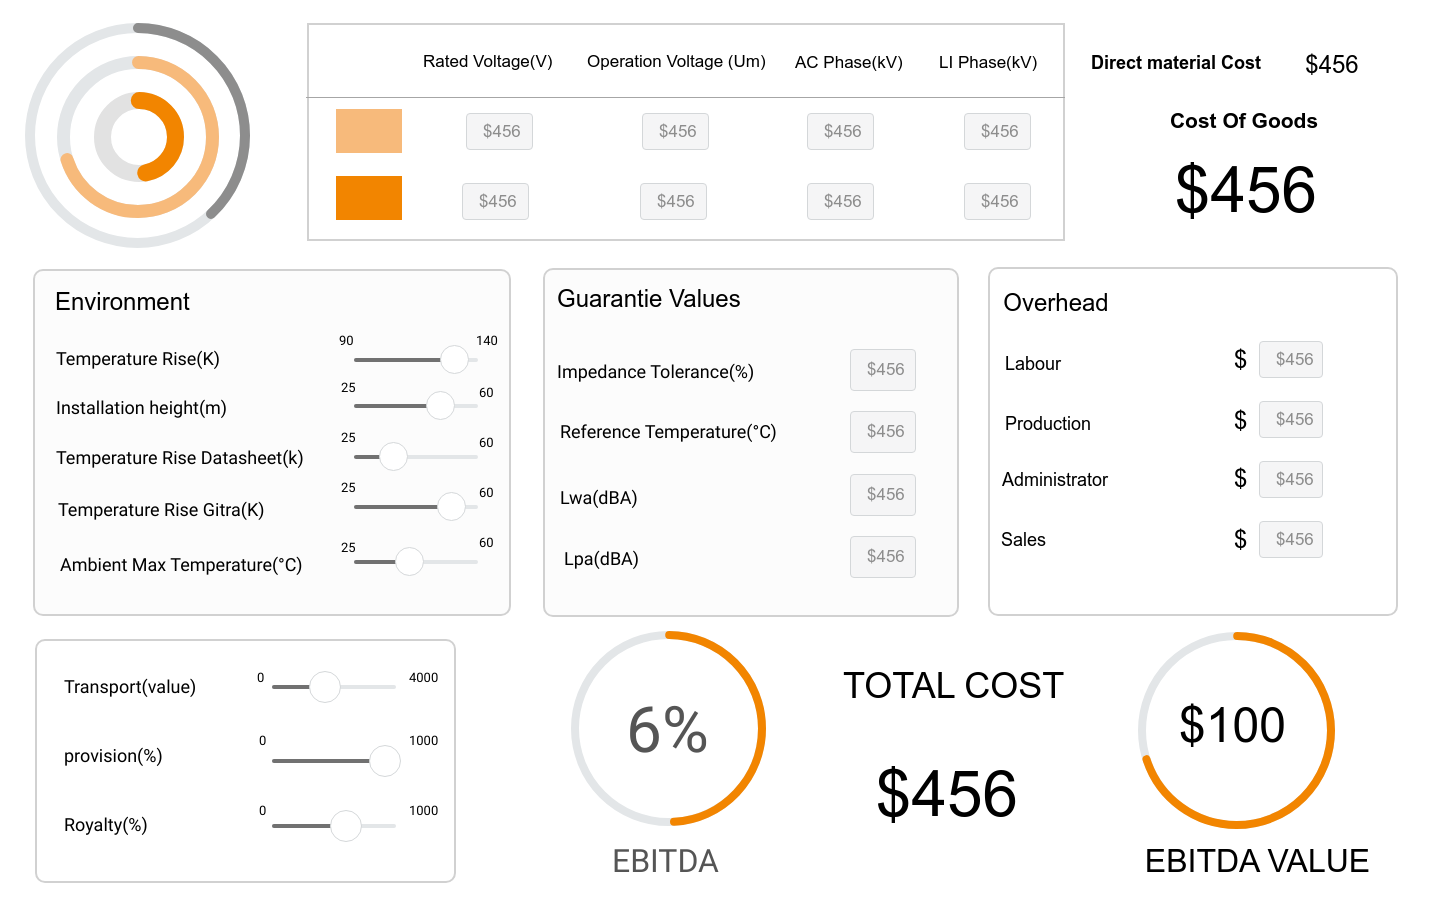 Rated Voltage(V) Operation Voltage (Um) AC Phase(kV) LI Phase(kV)
$456 $456 $456 $456
$456 $456 $456 $456
Direct material Cost $456
Cost Of Goods
$456
Environment
Temperature Rise(K) 90 140
Installation height(m) 25 60
Temperature Rise Datasheet(k) 25 60
Temperature Rise Gitra(K) 25 60
Ambient Max Temperature(°C) 25 60
Guarantie Values
Impedance Tolerance(%) $456
Reference Temperature(°C) $456
Lwa(dBA) $456
Lpa(dBA) $456
Overhead
Labour $ $456
Production $ $456
Administrator $ $456
Sales $ $456
Transport(value) 0 4000
provision(%) 0 1000
Royalty(%) 0 1000
6%
EBITDA
TOTAL COST
$456
$100
EBITDA VALUE